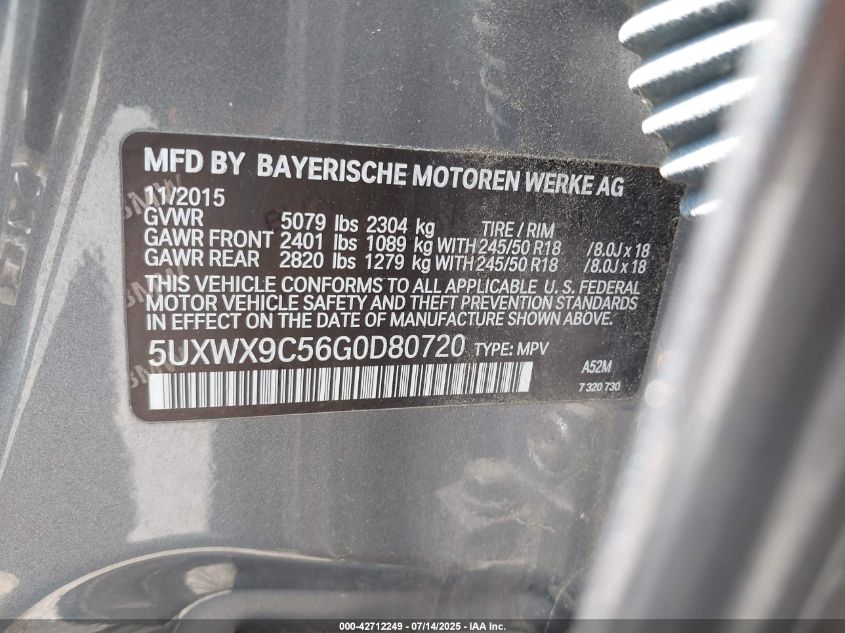 MFD BY BAYERISCHE MOTOREN WERKE AG
11/2015
GVWR 5079 lbs 2304 kg TIRE / RIM
GAWR FRONT 2401 lbs 1089 kg WITH 245/50 R18 /8.0J x 18
GAWR REAR 2820 lbs 1279 kg WITH 245/50 R18 /8.0J x 18
THIS VEHICLE CONFORMS TO ALL APPLICABLE U. S. FEDERAL
MOTOR VEHICLE SAFETY AND THEFT PREVENTION STANDARDS
IN EFFECT ON THE DATE OF MANUFACTURE SHOWN ABOVE.
5UXWX9C56G0D80720 TYPE: MPV A52M
7 320 730
BMW
BMW
000-42712249 - 07/14/2025 - IAA Inc.